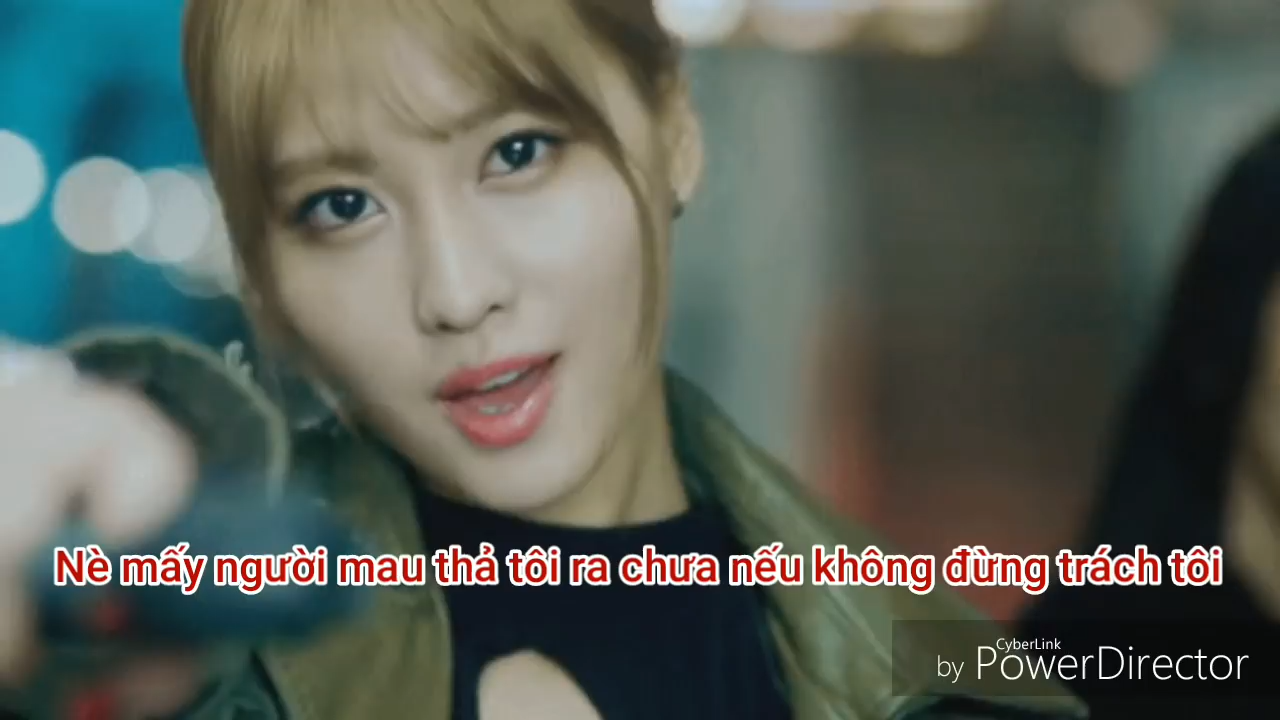 Nè mấy người mau thả tôi ra chưa nếu không đừng trách tôi
CyberLink
by PowerDirector